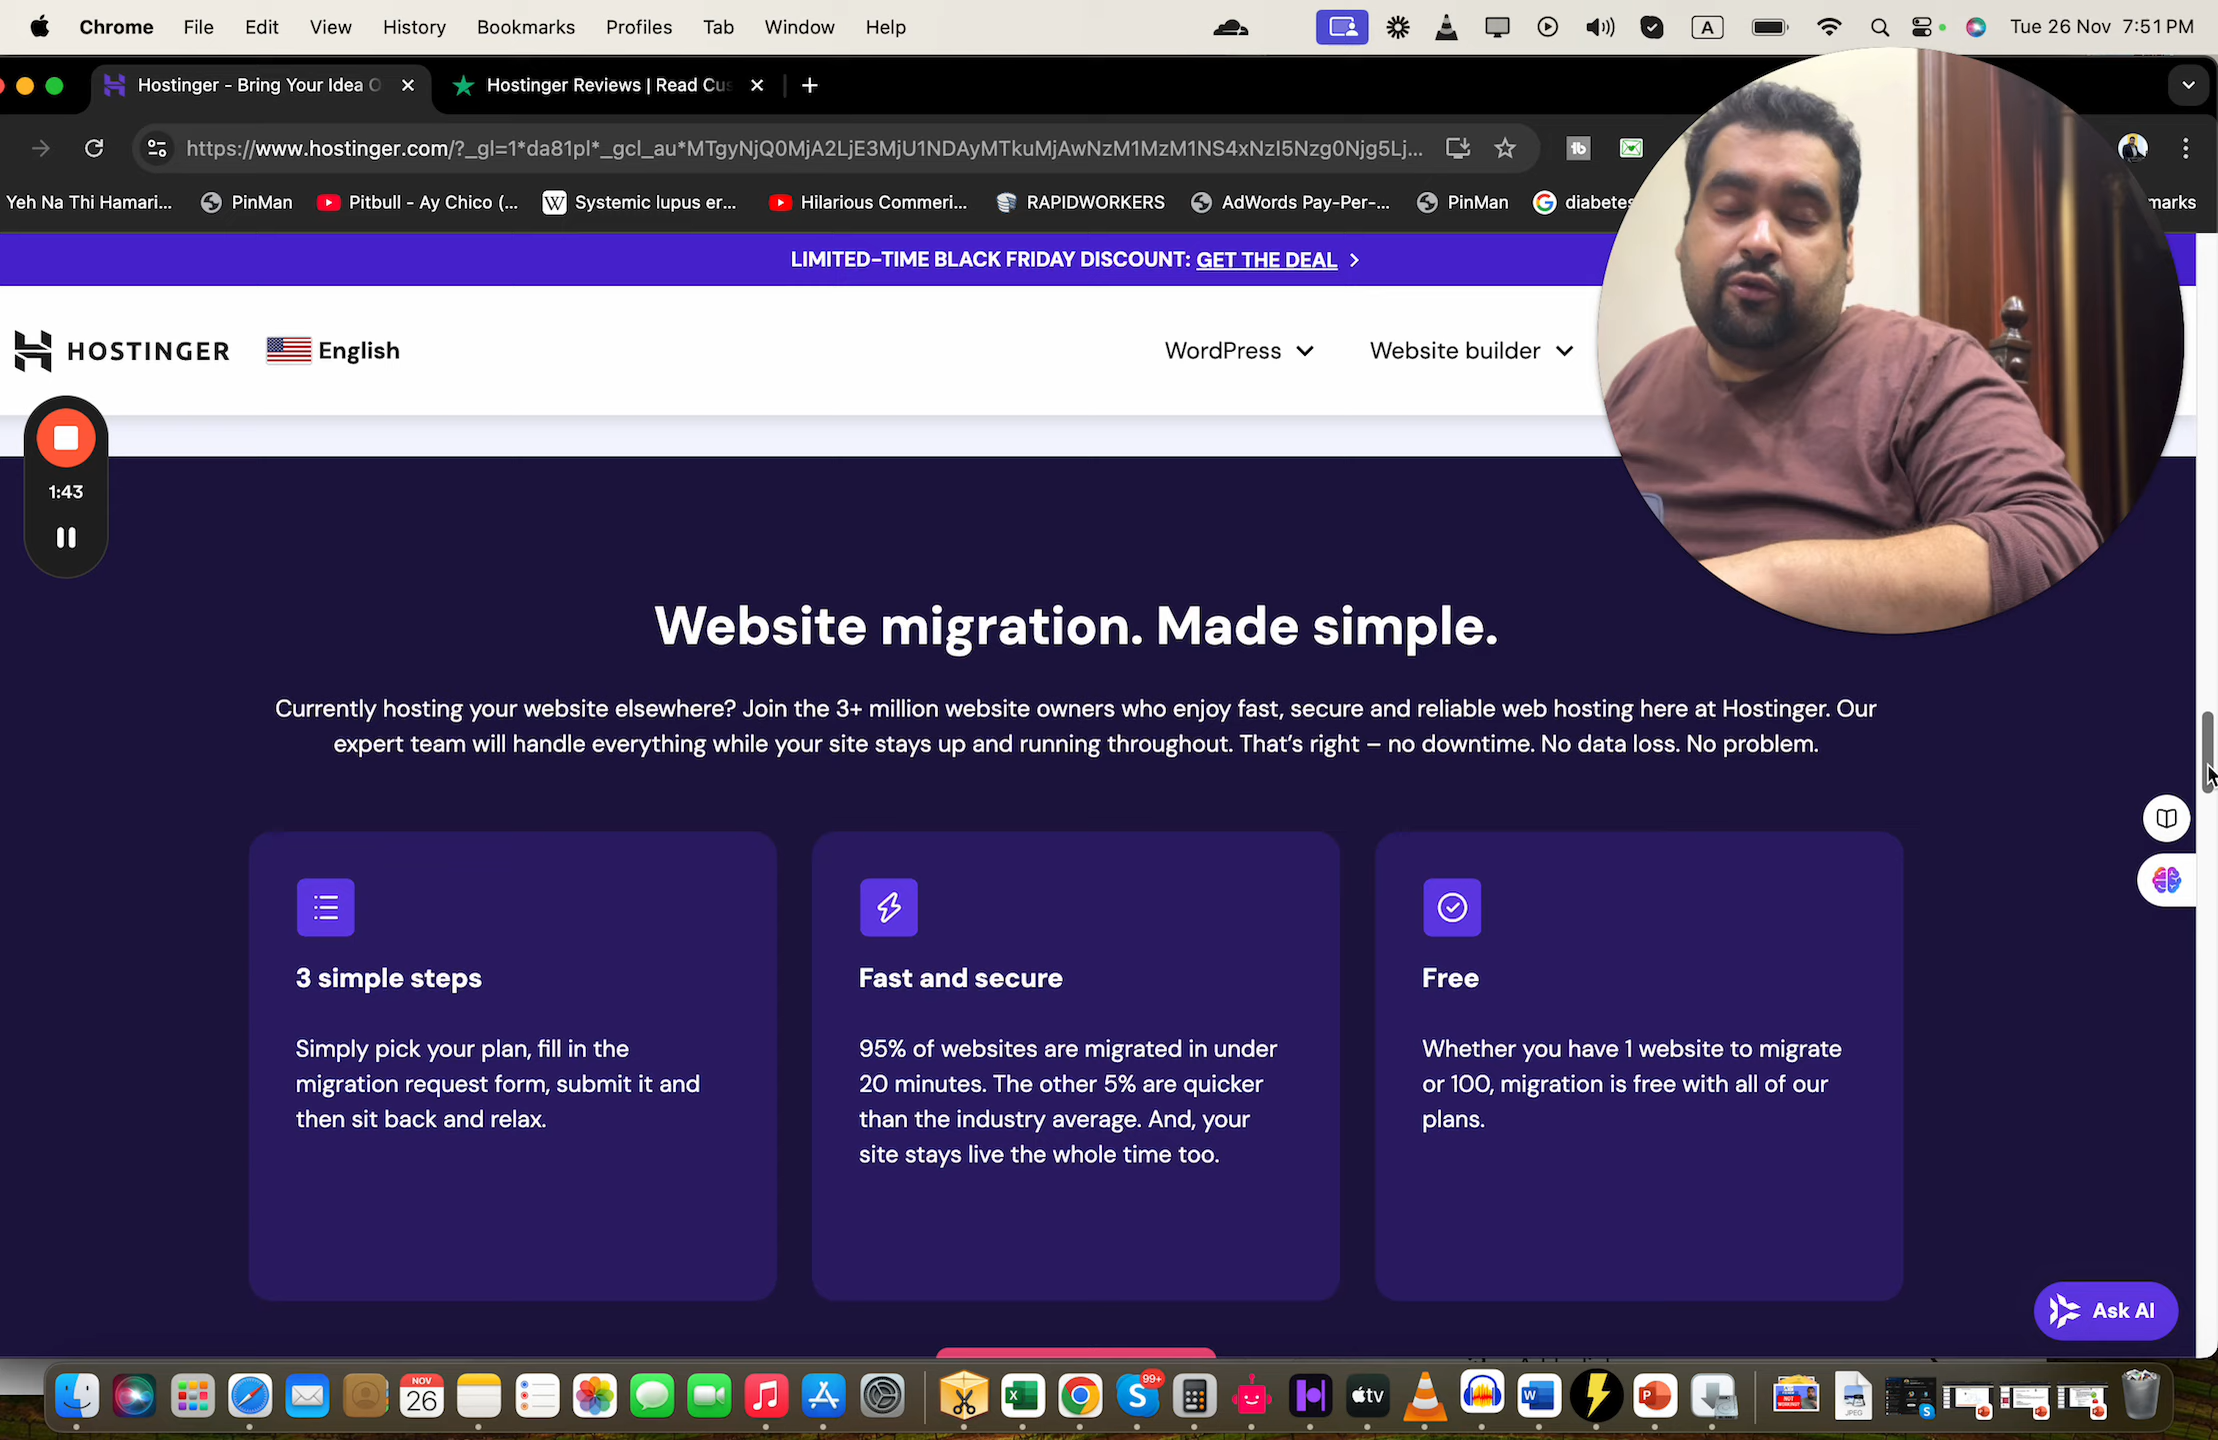 Chrome File Edit View History Bookmarks Profiles Tab Window Help
A
Tue 26 Nov 7:51 PM
Hostinger - Bring Your Idea O
Hostinger Reviews | Read Cus
https://www.hostinger.com/?_gl=1*da81pl*_gcl_au*MTgyNjQ0MjA2LjE3MjU1NDAyMTkuMjAwNzM1MzM1NS4xNzI5Nzg0Njg5Lj...
Yeh Na Thi Hamari...
PinMan
Pitbull - Ay Chico (...
W
Systemic lupus er...
Hilarious Commeri...
RAPIDWORKERS
AdWords Pay-Per-...
PinMan
diabetes
marks
LIMITED-TIME BLACK FRIDAY DISCOUNT: GET THE DEAL
HOSTINGER
English
WordPress
Website builder
1:43
Website migration. Made simple.
Currently hosting your website elsewhere? Join the 3+ million website owners who enjoy fast, secure and reliable web hosting here at Hostinger. Our
expert team will handle everything while your site stays up and running throughout. That's right – no downtime. No data loss. No problem.
3 simple steps
Simply pick your plan, fill in the
migration request form, submit it and
then sit back and relax.
Fast and secure
95% of websites are migrated in under
20 minutes. The other 5% are quicker
than the industry average. And, your
site stays live the whole time too.
Free
Whether you have 1 website to migrate
or 100, migration is free with all of our
plans.
Ask AI
NOV
26
99+
tv
JPEG